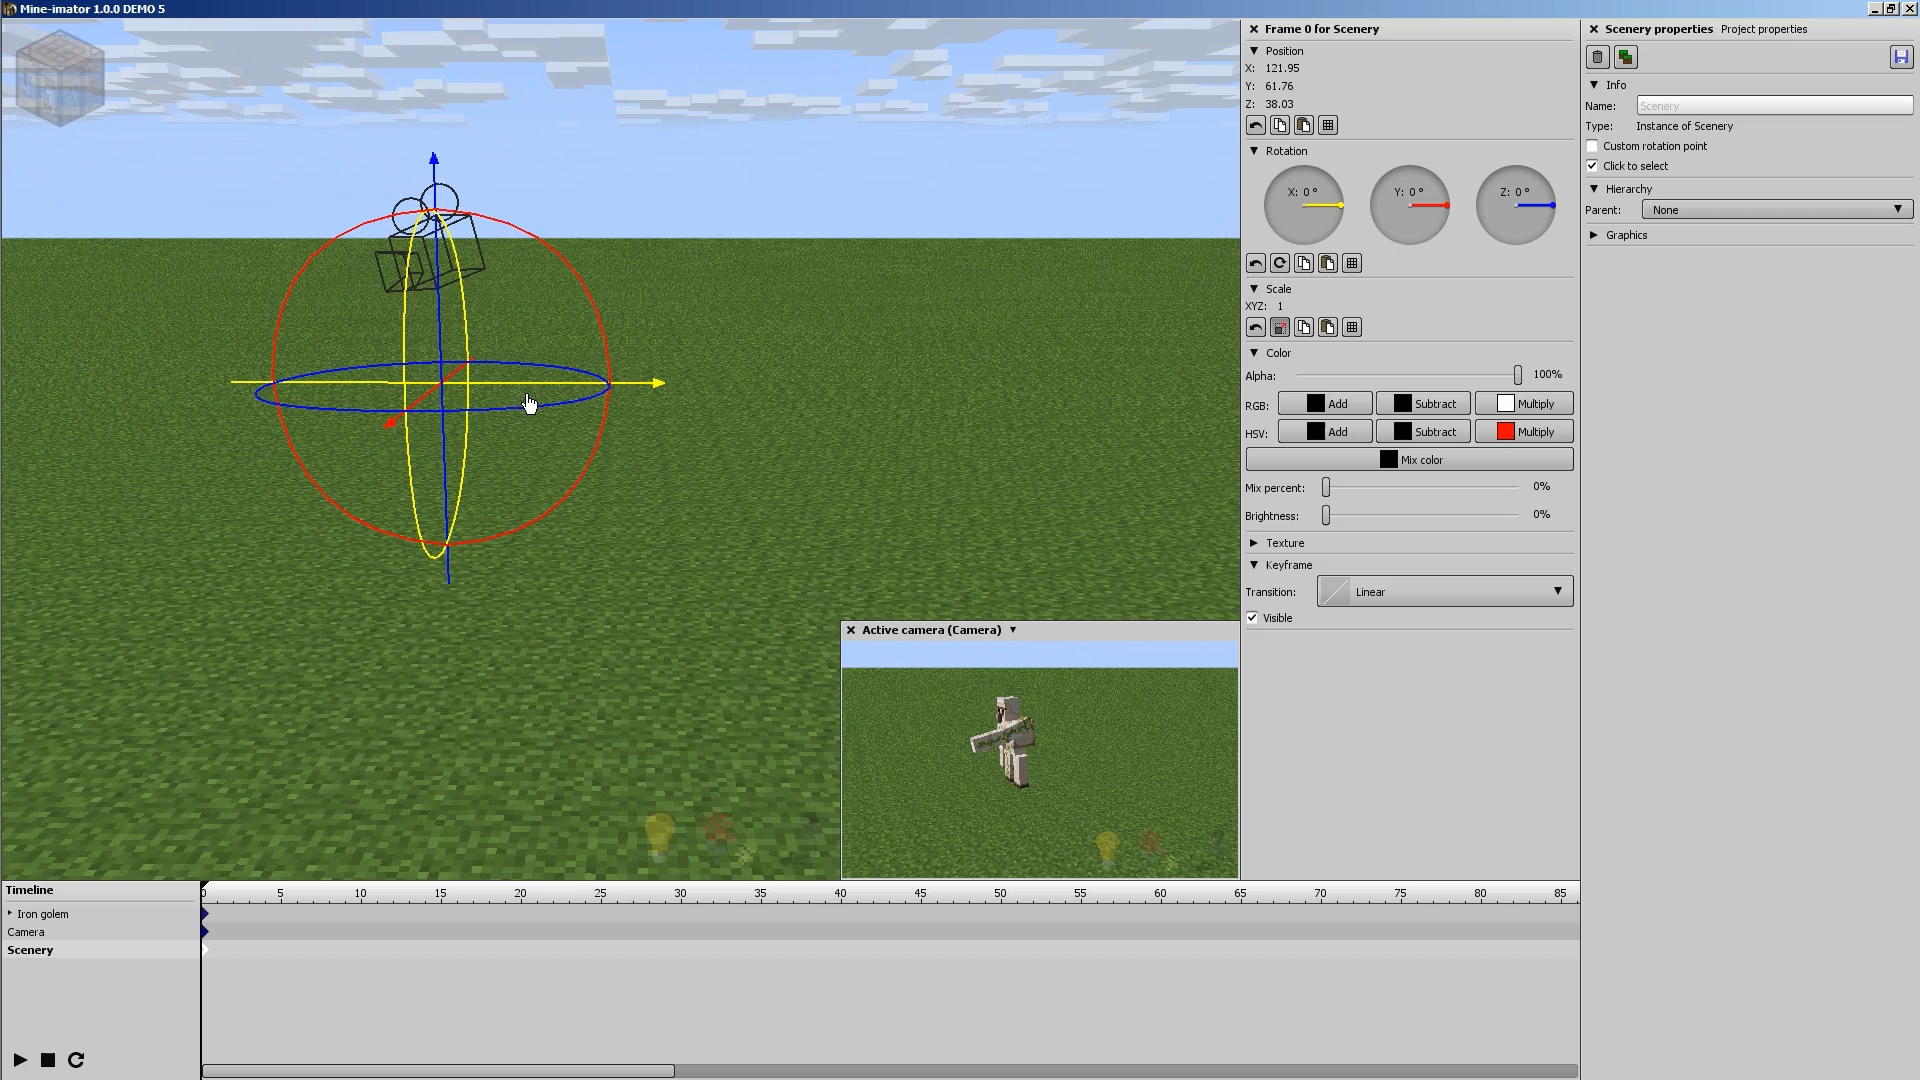 Mine-imator 1.0.0 DEMO 5
Frame 0 for Scenery
Position
X: 121.95
Y: 61.76
Z: 38.03
Rotation
X: 0 °
Y: 0 °
Z: 0 °
Scale
XYZ: 1
Color
Alpha: 100%
RGB: Add Subtract Multiply
HSV: Add Subtract Multiply
Mix color
Mix percent: 0%
Brightness: 0%
Texture
Keyframe
Transition: Linear
Visible
Scenery properties Project properties
Info
Name: Scenery
Type: Instance of Scenery
Custom rotation point
Click to select
Hierarchy
Parent: None
Graphics
Active camera (Camera)
Timeline
0 5 10 15 20 25 30 35 40 45 50 55 60 65 70 75 80 85
Iron golem
Camera
Scenery